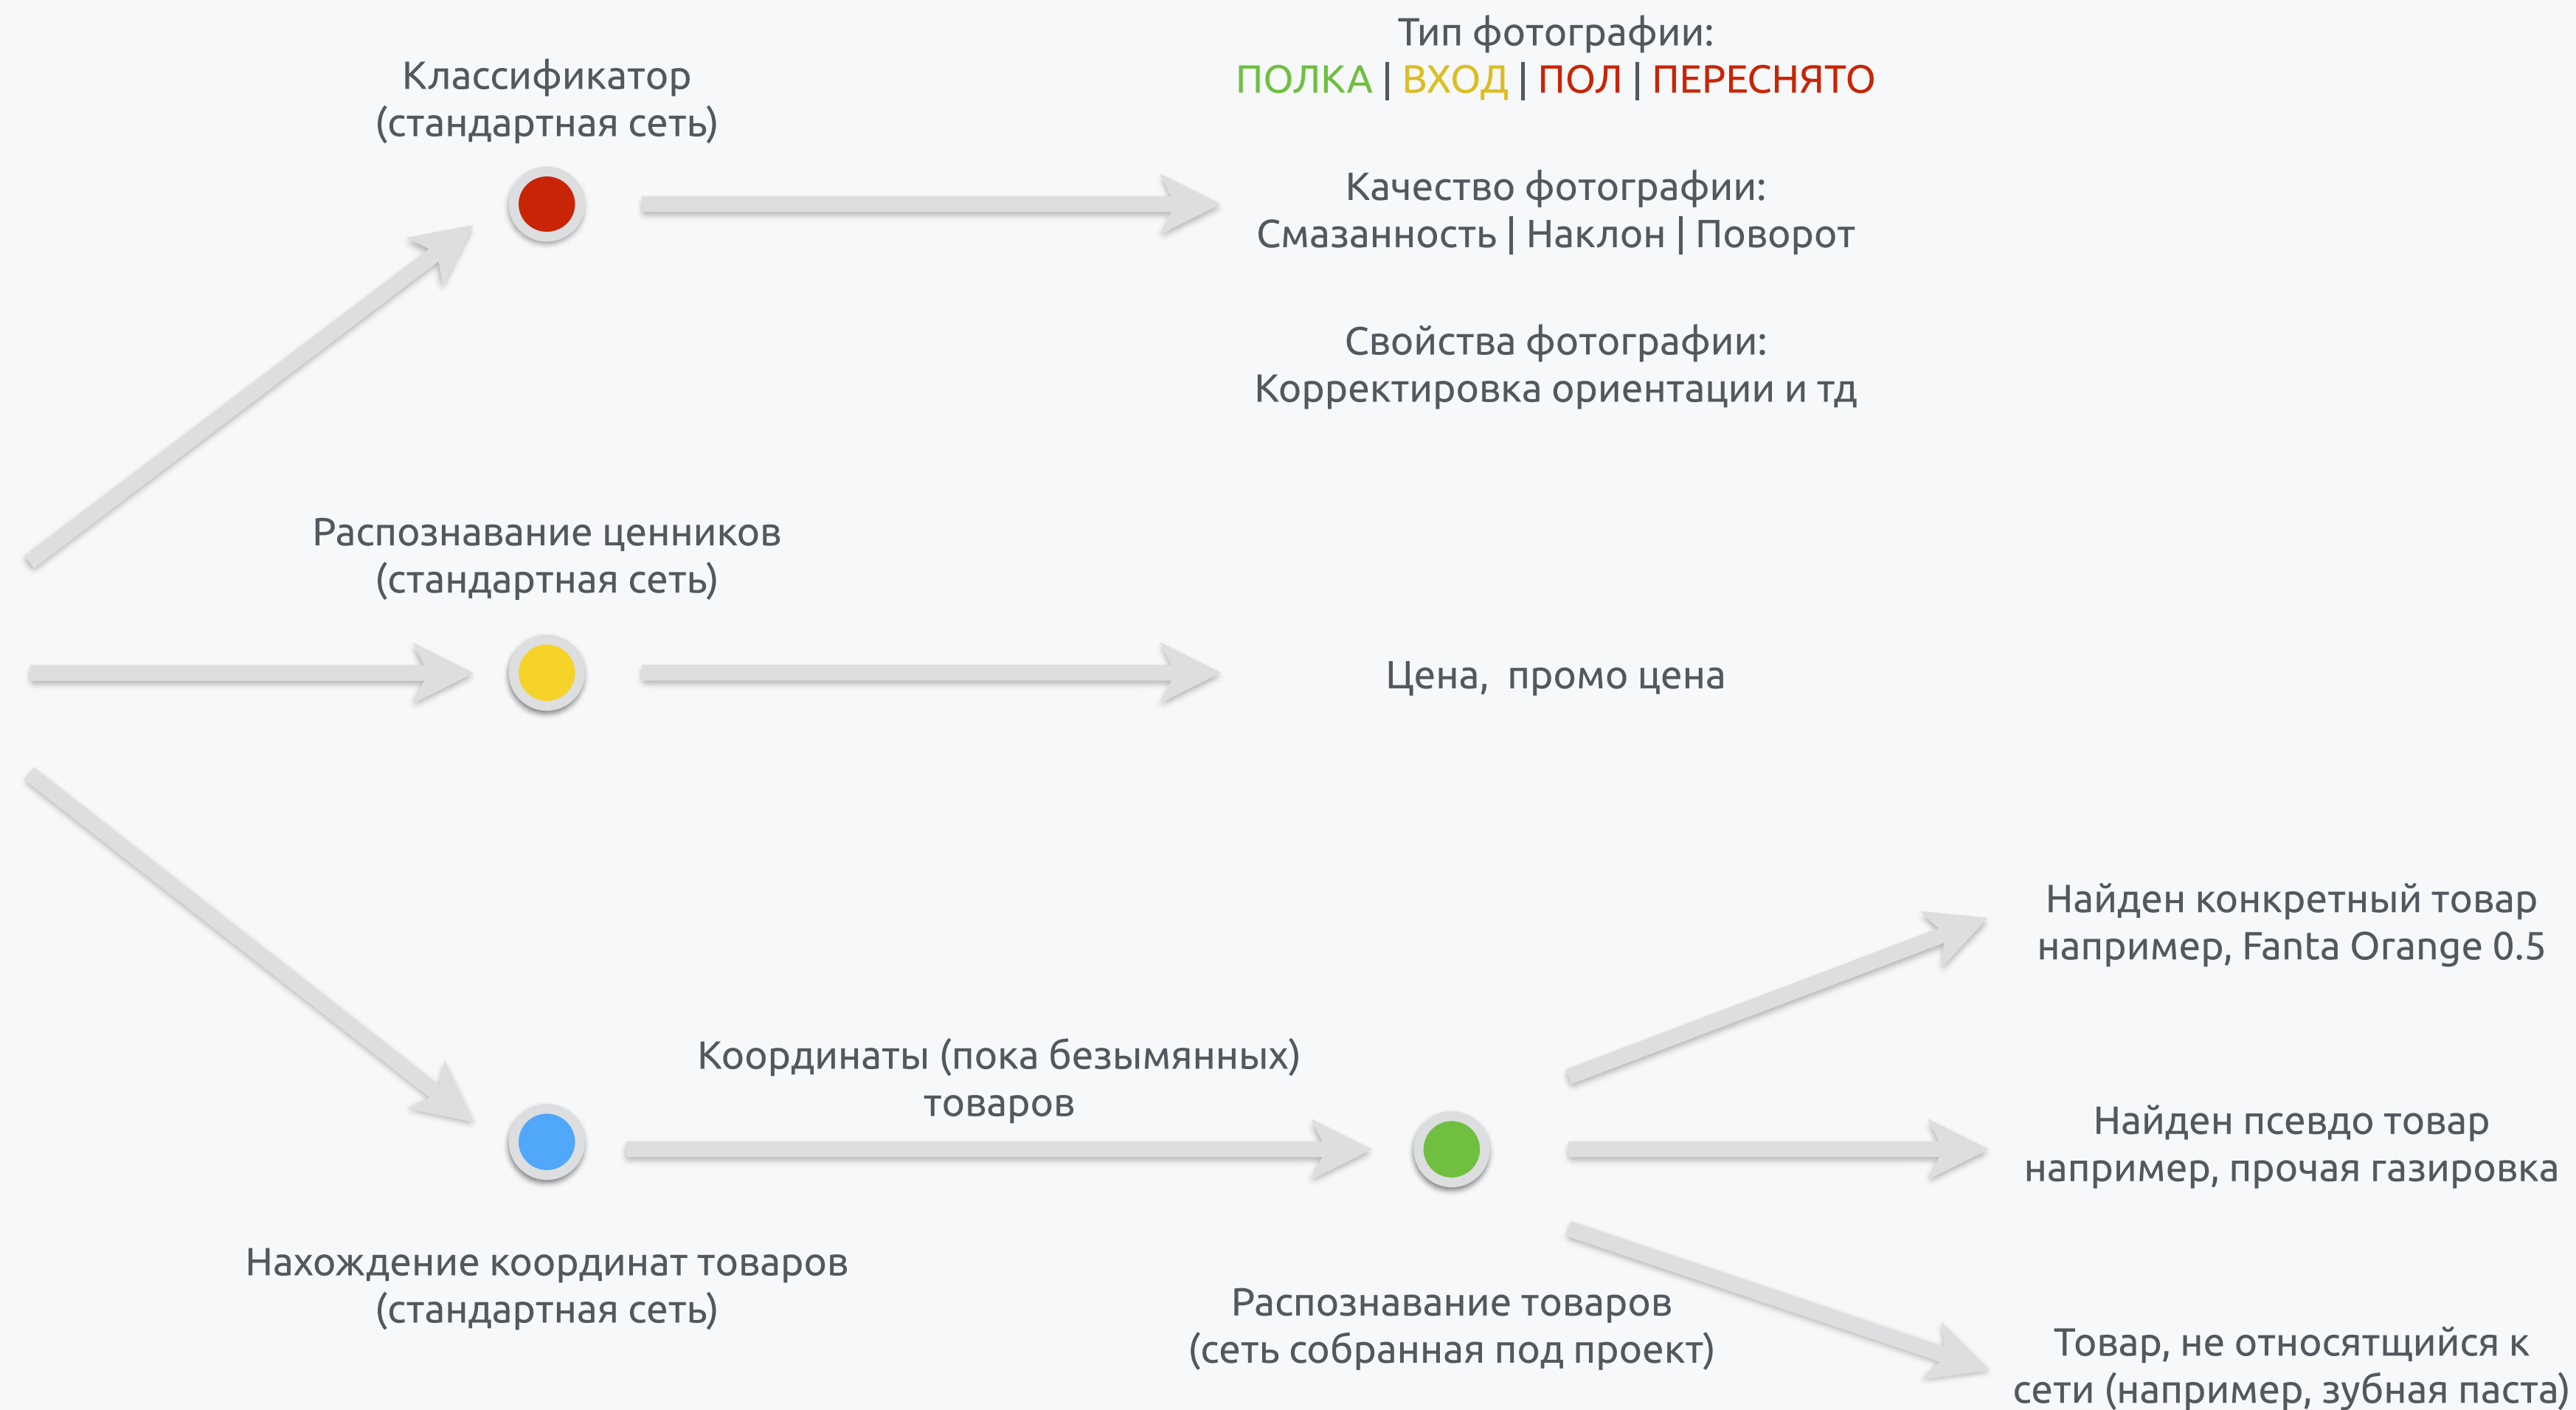 Классификатор
(стандартная сеть)
Тип фотографии:
ПОЛКА | ВХОД | ПОЛ | ПЕРЕСНЯТО
Качество фотографии:
Смазанность | Наклон | Поворот
Свойства фотографии:
Корректировка ориентации и тд
Распознавание ценников
(стандартная сеть)
Цена, промо цена
Координаты (пока безымянных)
товаров
Нахождение координат товаров
(стандартная сеть)
Распознавание товаров
(сеть собранная под проект)
Найден конкретный товар
например, Fanta Orange 0.5
Найден псевдо товар
например, прочая газировка
Товар, не относятщийся к
сети (например, зубная паста)